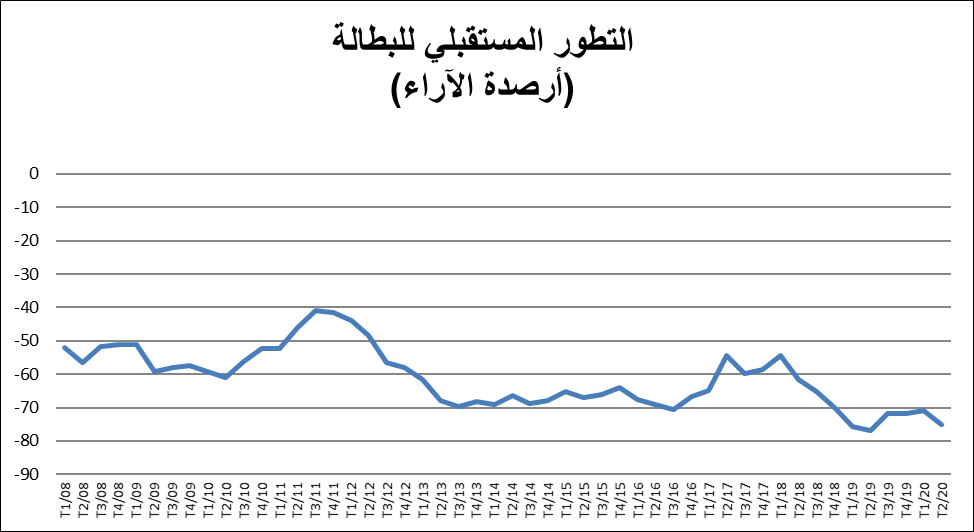 التطور المستقبلي للبطالة
(أرصدة الآراء)
0
-10
-20
-30
-40
-50
-60
-70
-80
-90
T1/08
T2/08
T3/08
T4/08
T1/09
T2/09
T3/09
T4/09
T1/10
T2/10
T3/10
T4/10
T1/11
T2/11
T3/11
T4/11
T1/12
T2/12
T3/12
T4/12
T1/13
T2/13
T3/13
T4/13
T1/14
T2/14
T3/14
T4/14
T1/15
T2/15
T3/15
T4/15
T1/16
T2/16
T3/16
T4/16
T1/17
T2/17
T3/17
T4/17
T1/18
T2/18
T3/18
T4/18
T1/19
T2/19
T3/19
T4/19
T1/20
T2/20